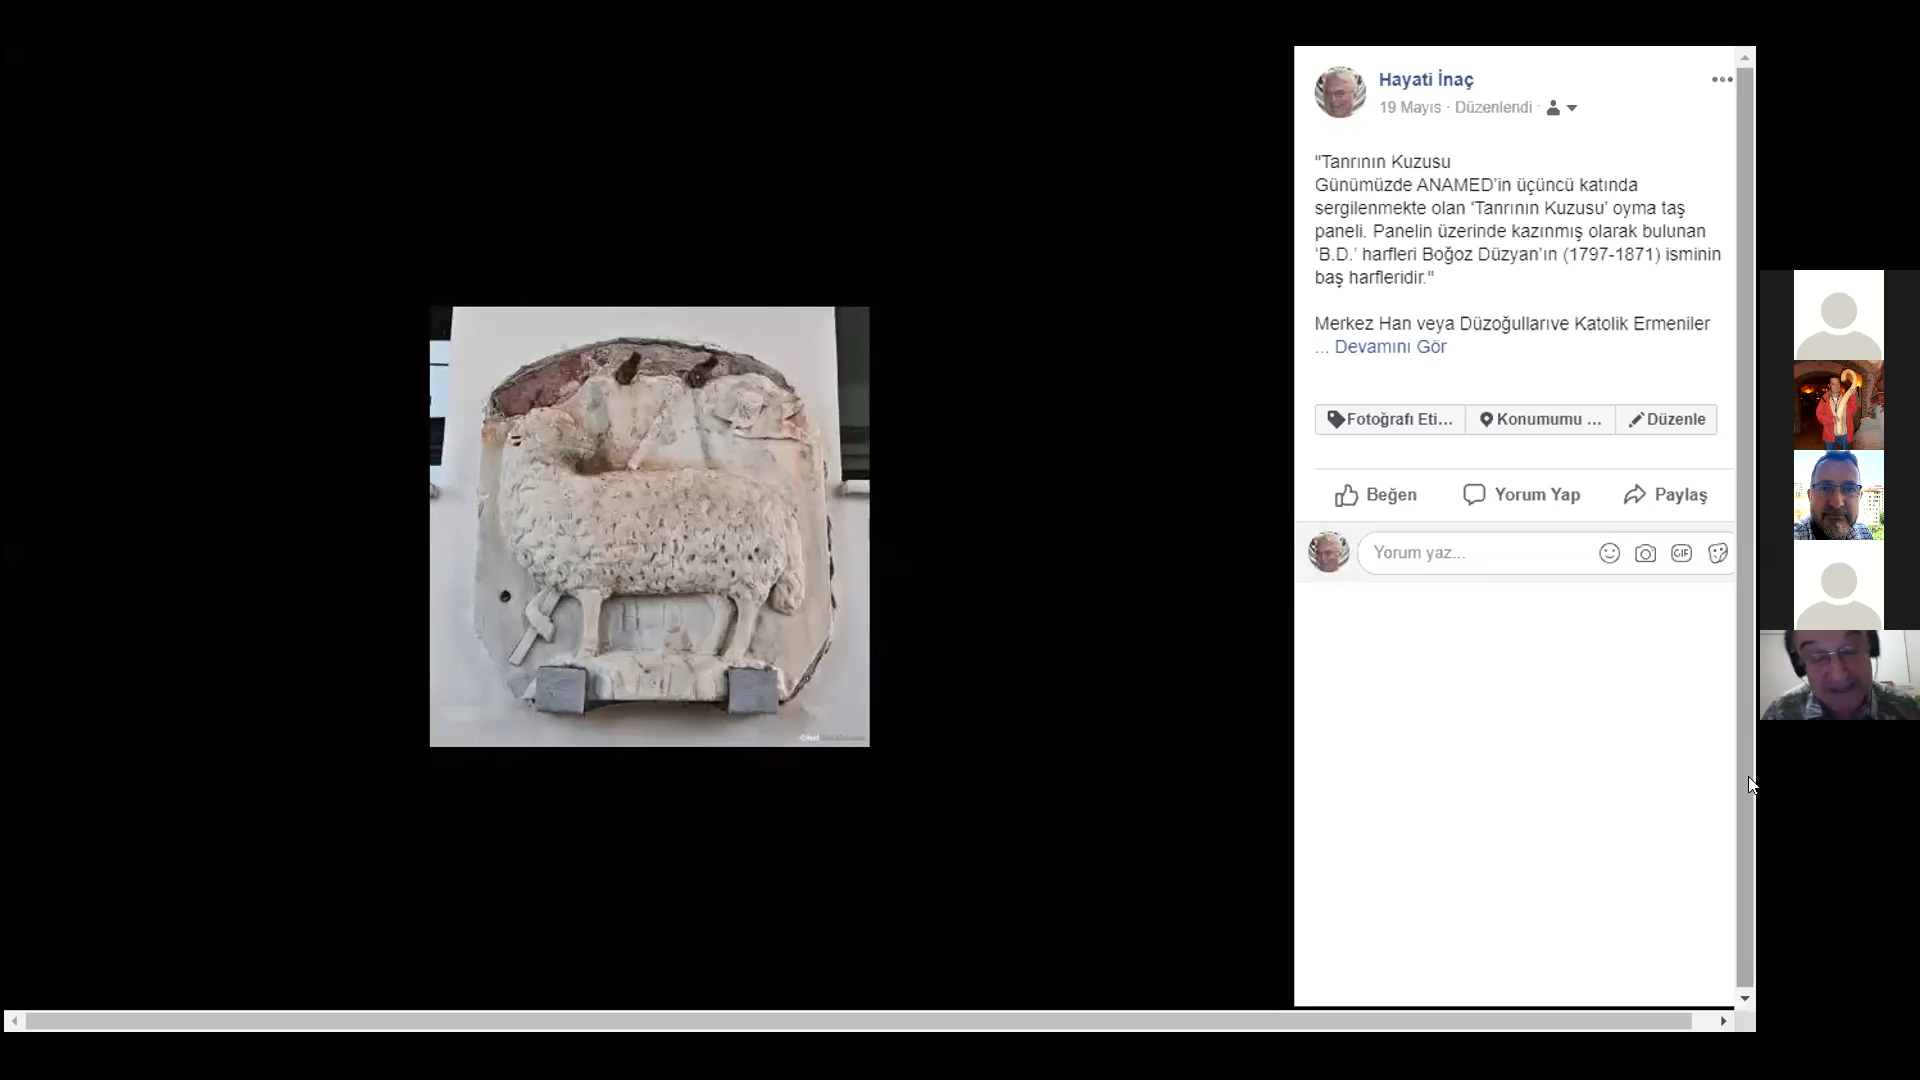 Hayati İnaç
19 Mayıs · Düzenlendi ·
"Tanrının Kuzusu
Günümüzde ANAMED'in üçüncü katında
sergilenmekte olan 'Tanrının Kuzusu' oyma taş
paneli. Panelin üzerinde kazınmış olarak bulunan
'B.D.' harfleri Boğoz Düzyan'ın (1797-1871) isminin
baş harfleridir."
Merkez Han veya Düzoğullarıve Katolik Ermeniler
... Devamını Gör
Fotoğrafı Eti... Konumumu ... Düzenle
Beğen Yorum Yap Paylaş
Yorum yaz... GIF
B D